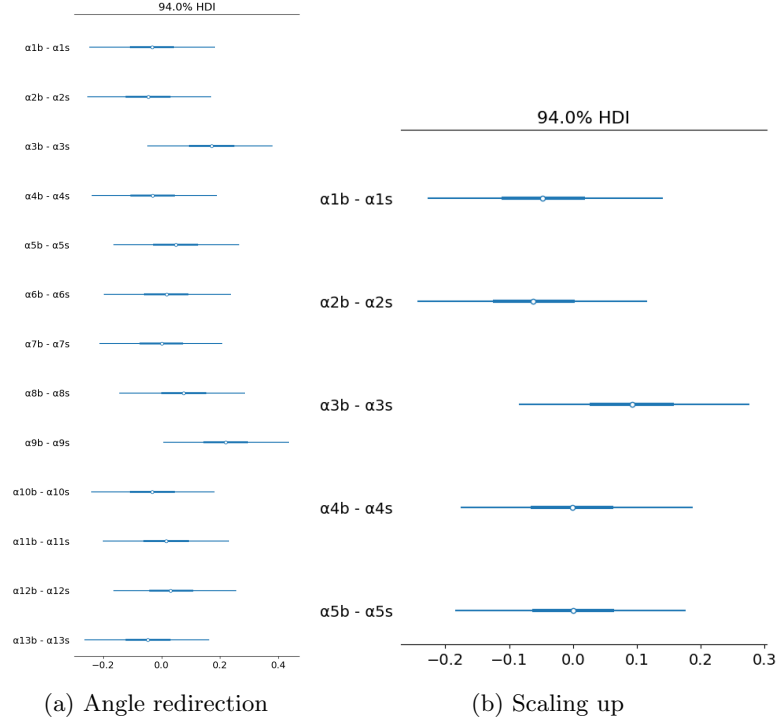 94.0% HDI
α1b - α1s
α2b - α2s
α3b - α3s
α4b - α4s
α5b - α5s
α6b - α6s
α7b - α7s
α8b - α8s
α9b - α9s
α10b - α10s
α11b - α11s
α12b - α12s
α13b - α13s
−0.2 0.0 0.2 0.4
(a) Angle redirection
94.0% HDI
α1b - α1s
α2b - α2s
α3b - α3s
α4b - α4s
α5b - α5s
−0.2 −0.1 0.0 0.1 0.2 0.3
(b) Scaling up